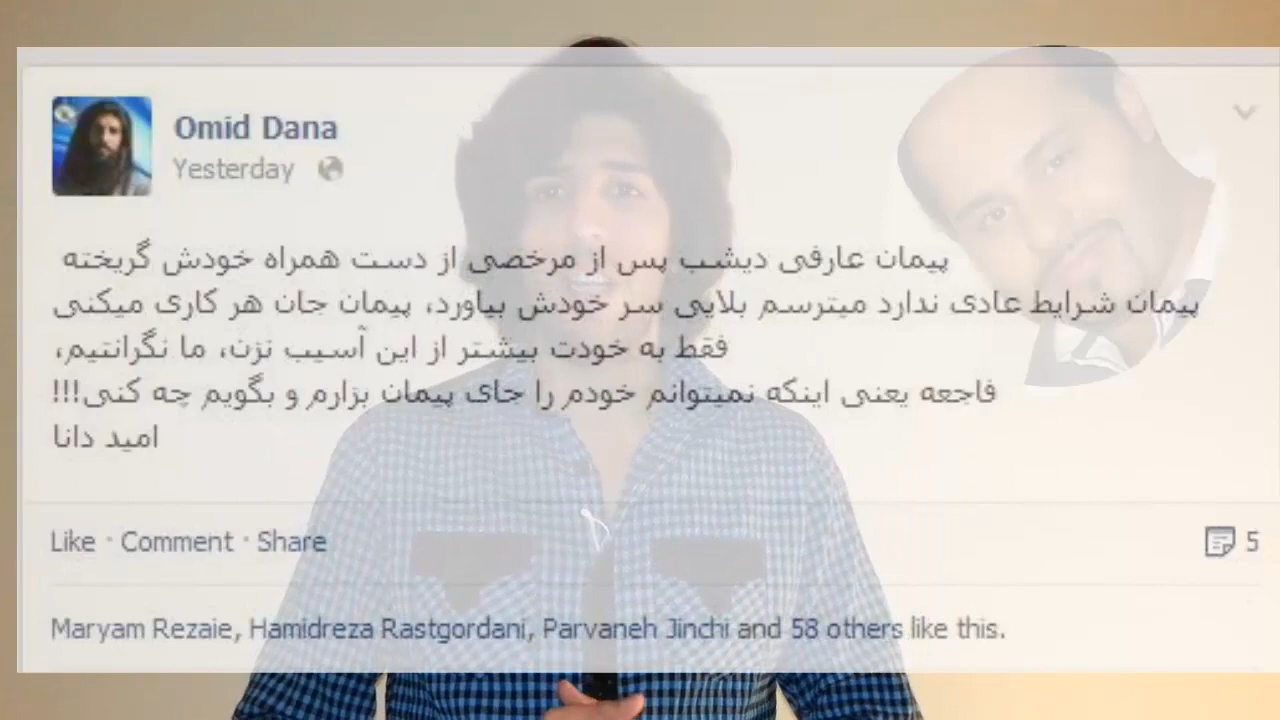 Omid Dana
Yesterday
پیمان عارفی دیشب پس از مرخصی از دست همراه خودش گریخته
پیمان شرایط عادی ندارد میترسم بلایی سر خودش بیاورد، پیمان جان هر کاری میکنی
فقط به خودت بیشتر از این آسیب نزن، ما نگرانتیم،
فاجعه یعنی اینکه نمیتوانم خودم را جای پیمان بزارم و بگویم چه کنی!!!
امید دانا
Like · Comment · Share
5
Maryam Rezaie, Hamidreza Rastgordani, Parvaneh Jinchi and 58 others like this.